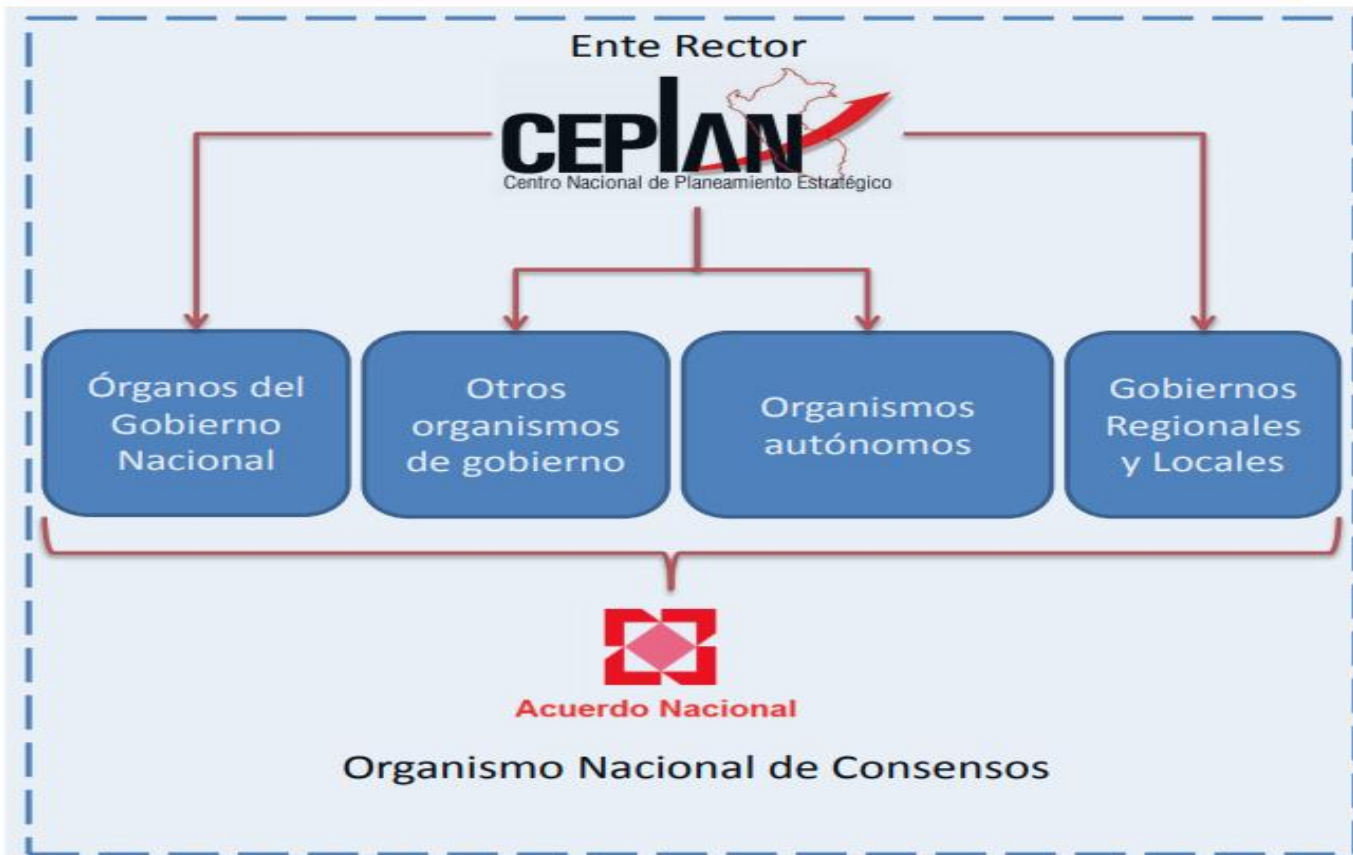 Ente Rector
CEPLAN
Centro Nacional de Planeamiento Estratégico
Órganos del
Gobierno
Nacional
Otros
organismos
de gobierno
Organismos
autónomos
Gobiernos
Regionales
y Locales
Acuerdo Nacional
Organismo Nacional de Consensos